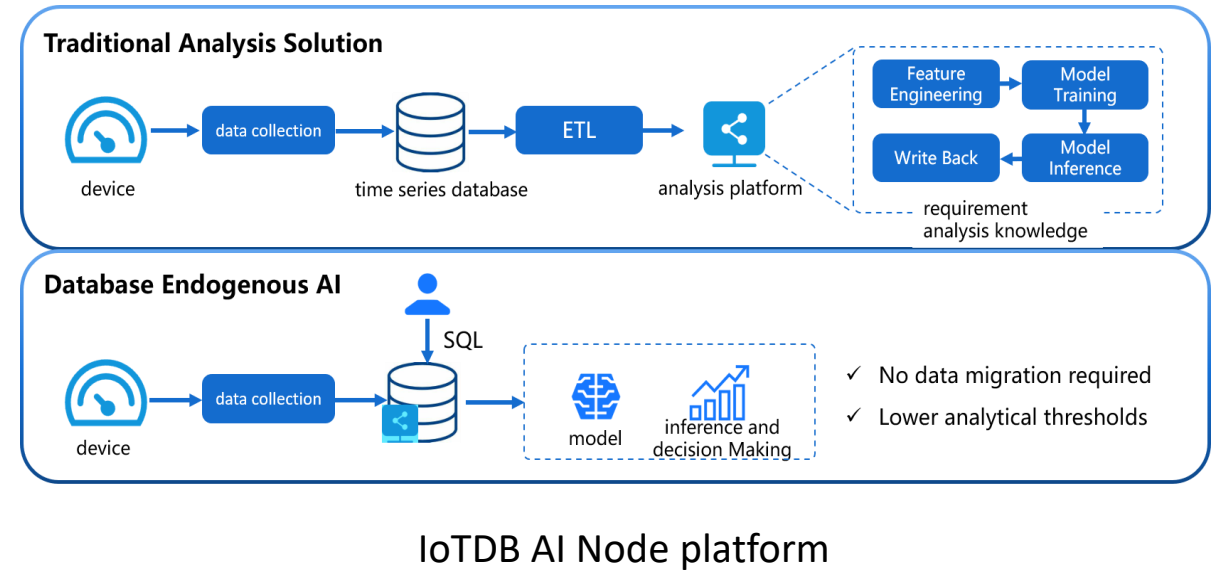 Traditional Analysis Solution
device
data collection
time series database
ETL
analysis platform
Feature
Engineering
Model
Training
Write Back
Model
Inference
requirement
analysis knowledge
Database Endogenous AI
SQL
device
data collection
model
inference and
decision Making
✓ No data migration required
✓ Lower analytical thresholds
IoTDB AI Node platform